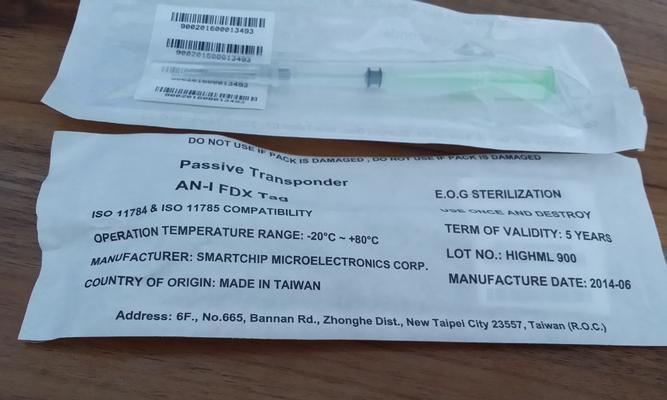 900201600013493
900201600013493
900201600013493
DO NOT USE IF PACK IS DAMAGED , DO NOT USE IF PACK IS DAMAGED
Passive Transponder
AN-I FDX Tag
ISO 11784 & ISO 11785 COMPATIBILITY
OPERATION TEMPERATURE RANGE: -20°C ~ +80°C
MANUFACTURER: SMARTCHIP MICROELECTRONICS CORP.
COUNTRY OF ORIGIN: MADE IN TAIWAN
E.O.G STERILIZATION
USE ONCE AND DESTROY
TERM OF VALIDITY: 5 YEARS
LOT NO.: HIGHML 900
MANUFACTURE DATE: 2014-06
Address: 6F., No.665, Bannan Rd., Zhonghe Dist., New Taipei City 23557, Taiwan (R.O.C.)